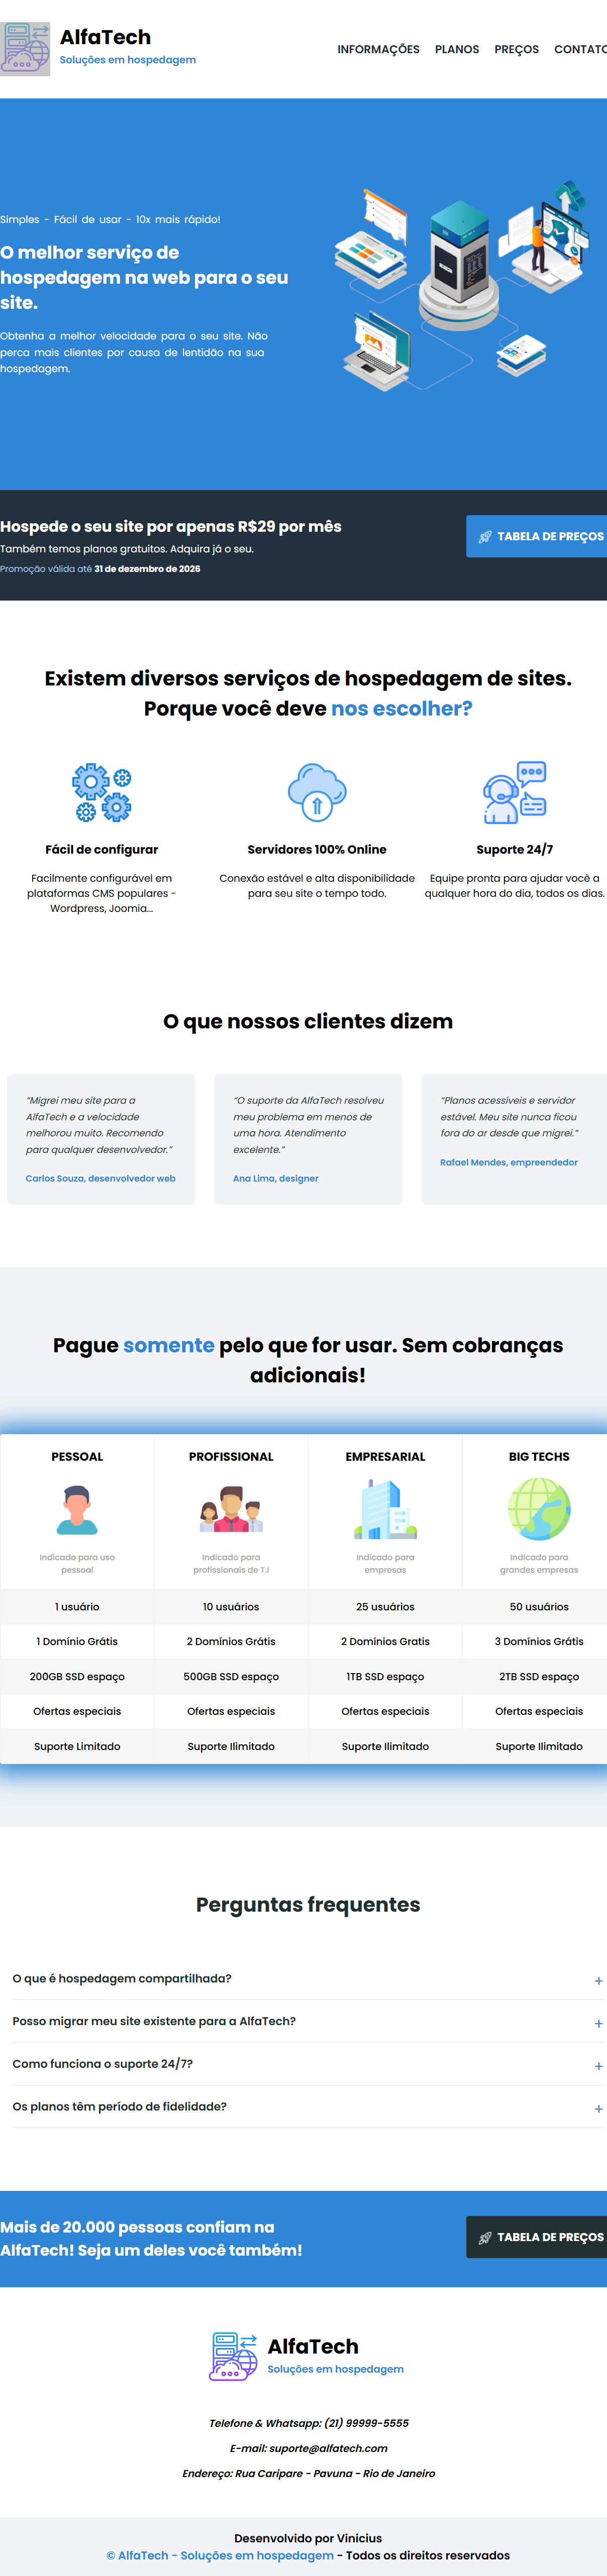 AlfaTech
Soluções em hospedagem
INFORMAÇÕES PLANOS PREÇOS CONTATO
Simples - Fácil de usar - 10x mais rápido!
O melhor serviço de
hospedagem na web para o seu
site.
Obtenha a melhor velocidade para o seu site. Não
perca mais clientes por causa de lentidão na sua
hospedagem.
Hospede o seu site por apenas R$29 por mês
Também temos planos gratuitos. Adquira já o seu.
Promoção válida até 31 de dezembro de 2026
TABELA DE PREÇOS
Existem diversos serviços de hospedagem de sites.
Porque você deve nos escolher?
Fácil de configurar
Facilmente configurável em
plataformas CMS populares -
Wordpress, Joomia...
Servidores 100% Online
Conexão estável e alta disponibilidade
para seu site o tempo todo.
Suporte 24/7
Equipe pronta para ajudar você a
qualquer hora do dia, todos os dias.
O que nossos clientes dizem
"Migrei meu site para a
AlfaTech e a velocidade
melhorou muito. Recomendo
para qualquer desenvolvedor."
Carlos Souza, desenvolvedor web
"O suporte da AlfaTech resolveu
meu problema em menos de
uma hora. Atendimento
excelente."
Ana Lima, designer
"Planos acessíveis e servidor
estável. Meu site nunca ficou
fora do ar desde que migrei."
Rafael Mendes, empreendedor
Pague somente pelo que for usar. Sem cobranças
adicionais!
PESSOAL PROFISSIONAL EMPRESARIAL BIG TECHS
Indicado para uso
pessoal
Indicado para
profissionais de T.I
Indicado para
empresas
Indicado para
grandes empresas
1 usuário 10 usuários 25 usuários 50 usuários
1 Domínio Grátis 2 Domínios Grátis 2 Domínios Gratis 3 Domínios Grátis
200GB SSD espaço 500GB SSD espaço 1TB SSD espaço 2TB SSD espaço
Ofertas especiais Ofertas especiais Ofertas especiais Ofertas especiais
Suporte Limitado Suporte Ilimitado Suporte Ilimitado Suporte Ilimitado
Perguntas frequentes
O que é hospedagem compartilhada? +
Posso migrar meu site existente para a AlfaTech? +
Como funciona o suporte 24/7? +
Os planos têm período de fidelidade? +
Mais de 20.000 pessoas confiam na
AlfaTech! Seja um deles você também!
TABELA DE PREÇOS
AlfaTech
Soluções em hospedagem
Telefone & Whatsapp: (21) 99999-5555
E-mail: suporte@alfatech.com
Endereço: Rua Caripare - Pavuna - Rio de Janeiro
Desenvolvido por Vinicius
© AlfaTech - Soluções em hospedagem - Todos os direitos reservados